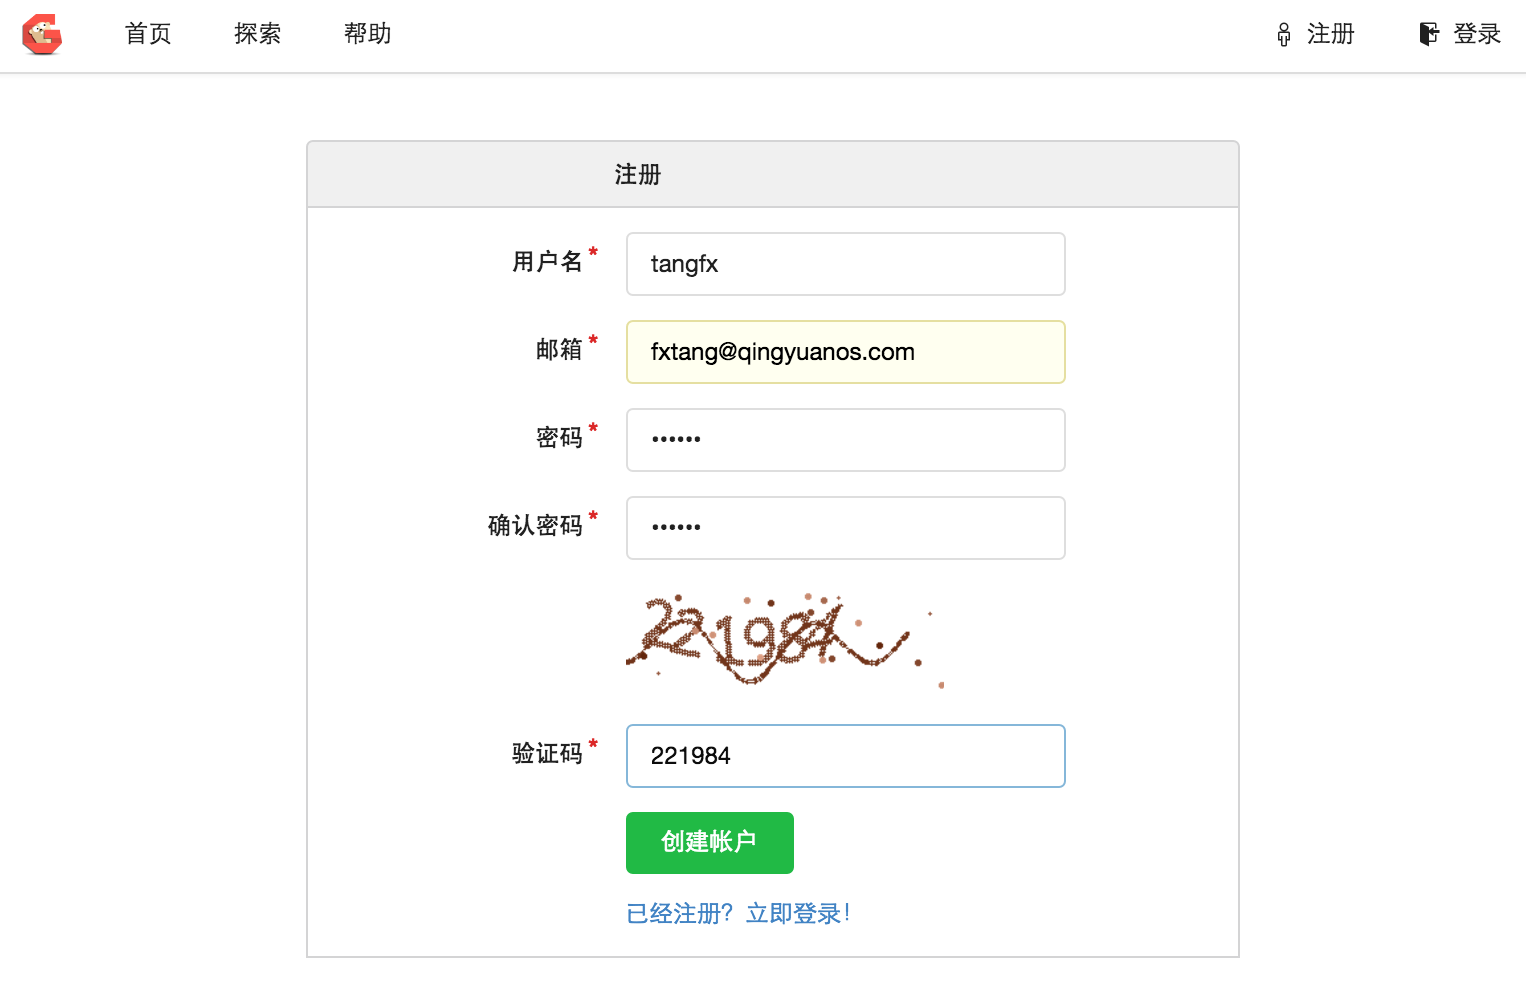 首页 探索 帮助 注册 登录
注册
用户名* tangfx
邮箱* fxtang@qingyuanos.com
密码* ••••••
确认密码* ••••••
221984
验证码* 221984
创建帐户
已经注册？立即登录！